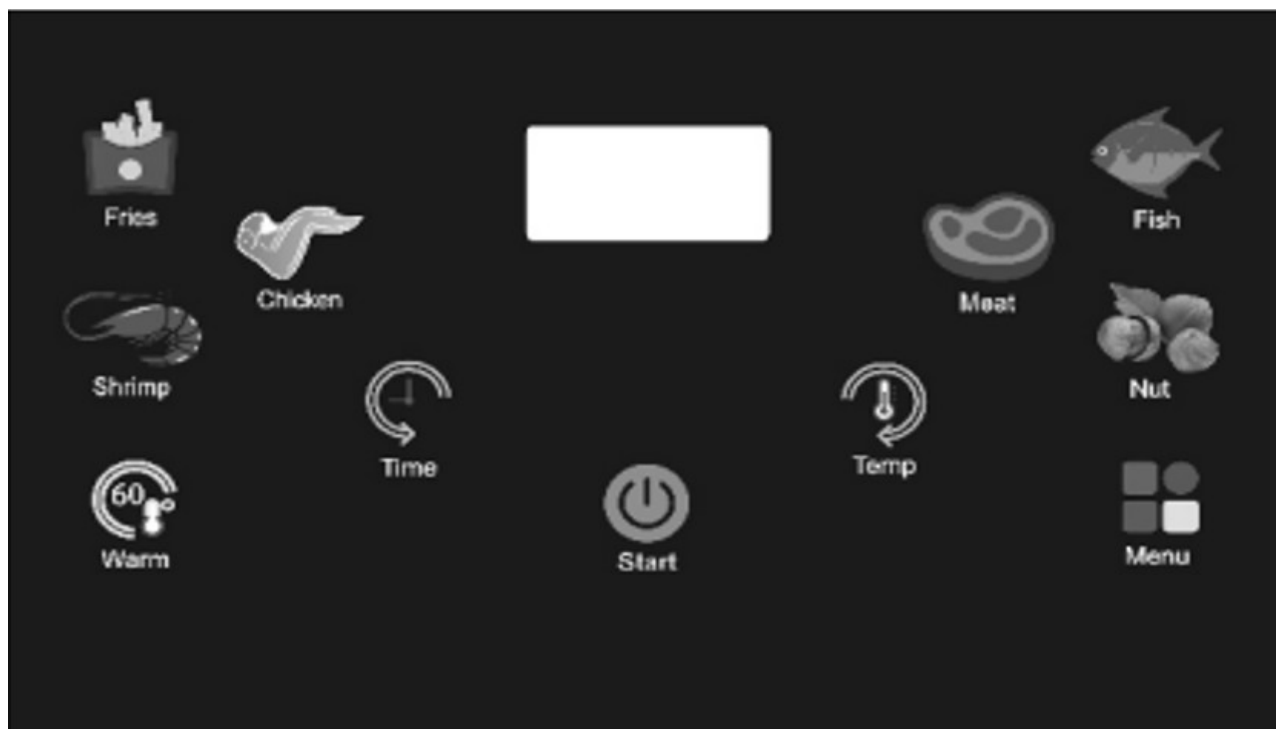 Fries
Fish
Chicken
Meat
Shrimp
Nut
Time
Temp
60
Warm
Start
Menu